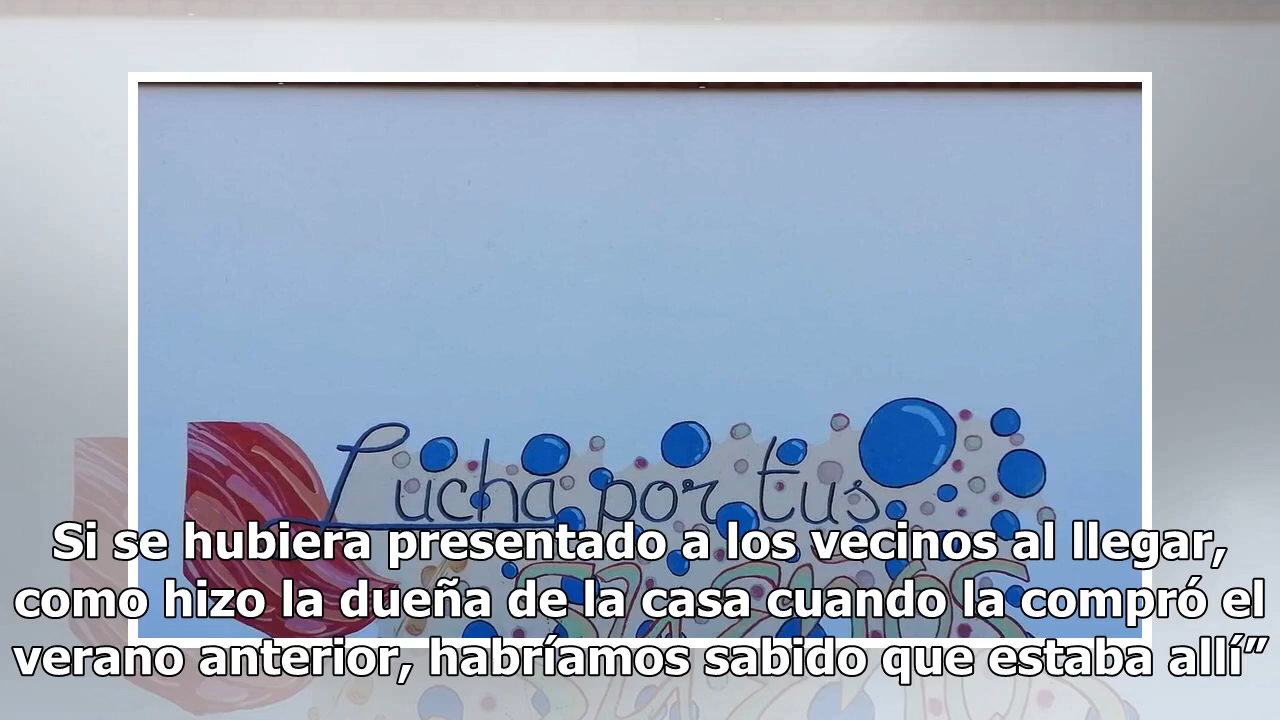 Lucha por tus
Si se hubiera presentado a los vecinos al llegar,
como hizo la dueña de la casa cuando la compró el
verano anterior, habríamos sabido que estaba allí”